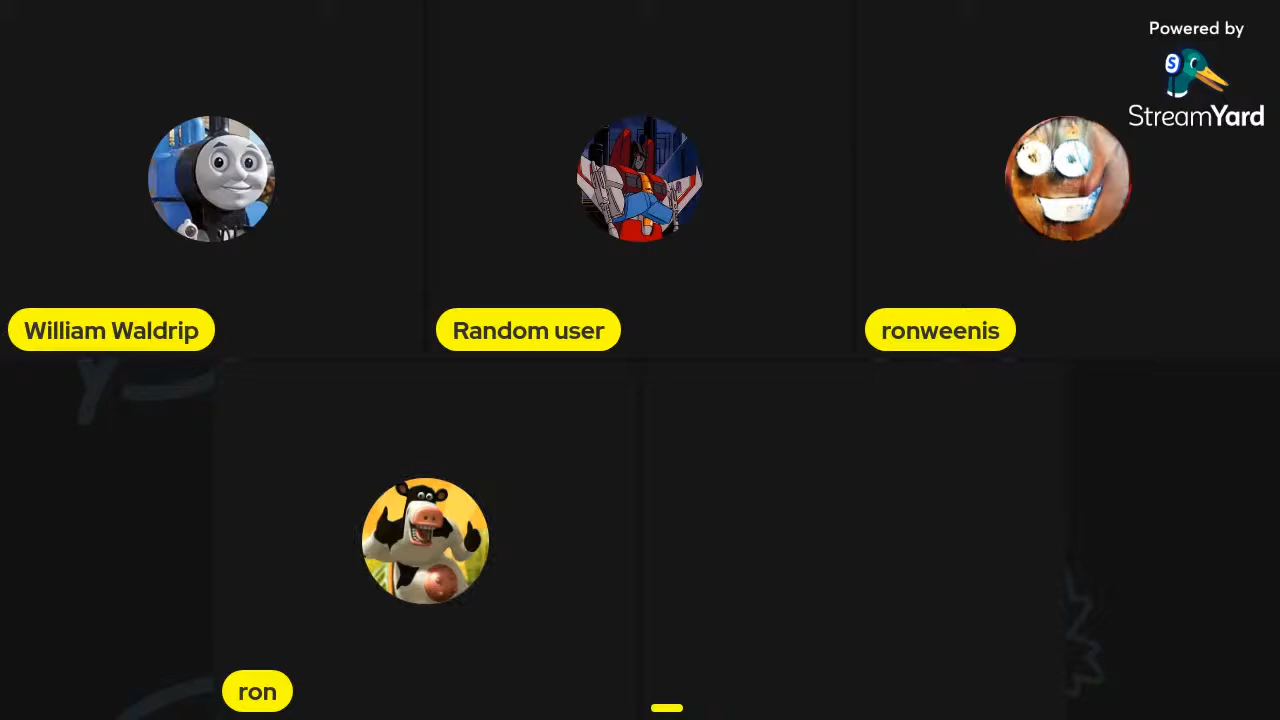 Powered by
S
StreamYard
William Waldrip
Random user
ronweenis
ron